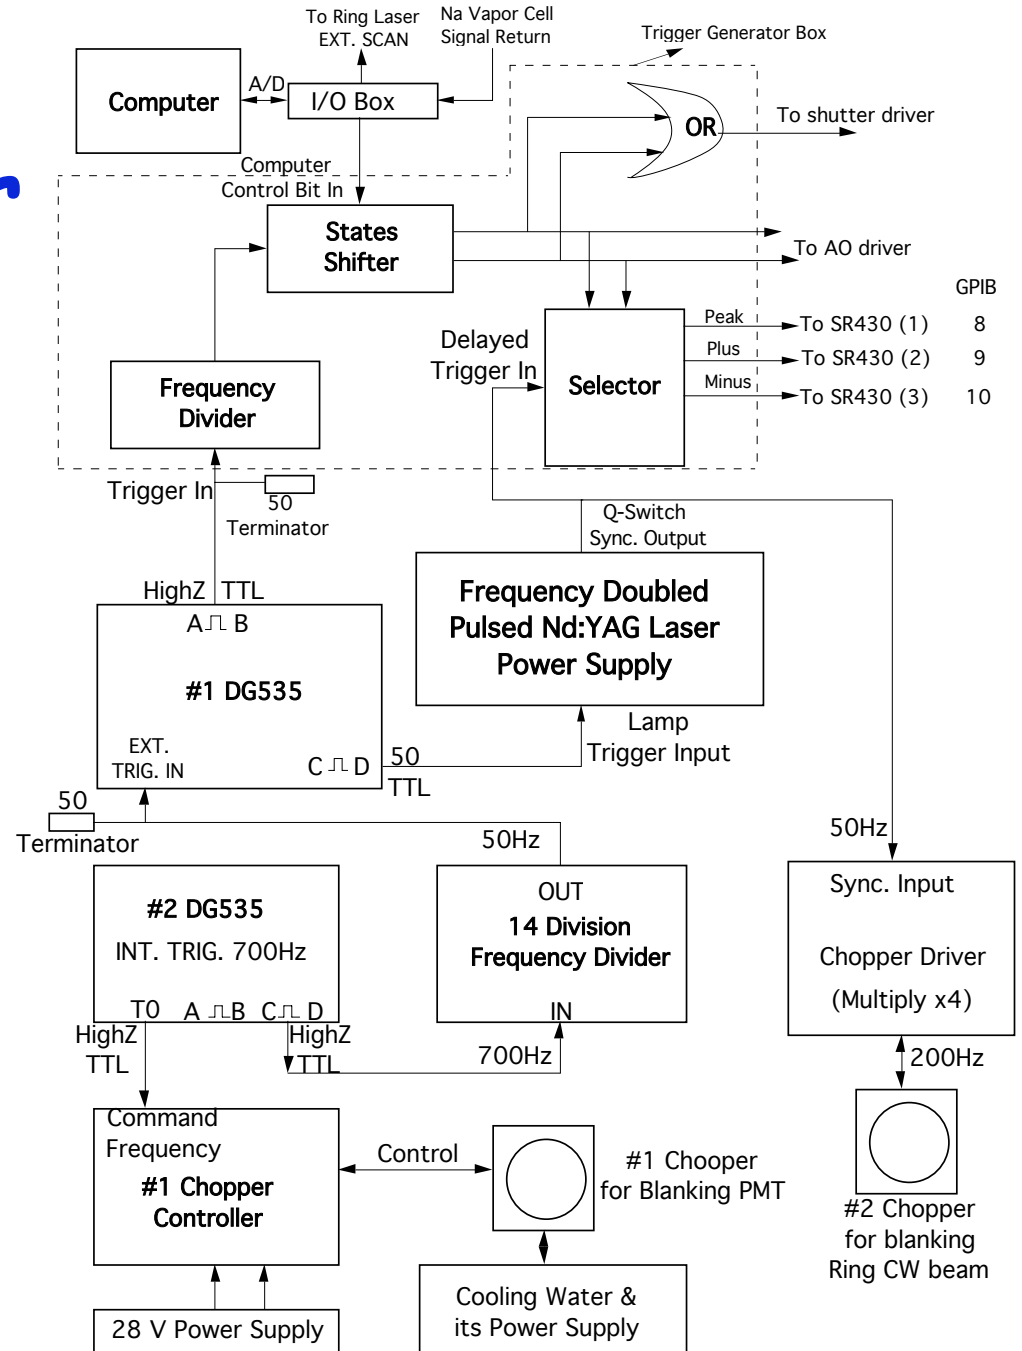 To Ring Laser
EXT. SCAN
Na Vapor Cell
Signal Return
Trigger Generator Box
Computer
A/D
I/O Box
OR
To shutter driver
Computer
Control Bit In
States
Shifter
To AO driver
GPIB
Delayed
Trigger In
Selector
Peak
To SR430 (1)
8
Plus
To SR430 (2)
9
Minus
To SR430 (3)
10
Frequency
Divider
Trigger In
50
Terminator
Q-Switch
Sync. Output
HighZ TTL
A B
#1 DG535
EXT.
TRIG. IN
C D
50
TTL
Frequency Doubled
Pulsed Nd:YAG Laser
Power Supply
Lamp
Trigger Input
50
Terminator
50Hz
50Hz
#2 DG535
INT. TRIG. 700Hz
T0 A B C D
HighZ
TTL
HighZ
TTL
OUT
14 Division
Frequency Divider
IN
700Hz
Sync. Input
Chopper Driver
(Multiply x4)
200Hz
Command
Frequency
#1 Chopper
Controller
Control
#1 Chooper
for Blanking PMT
#2 Chopper
for blanking
Ring CW beam
28 V Power Supply
Cooling Water &
its Power Supply